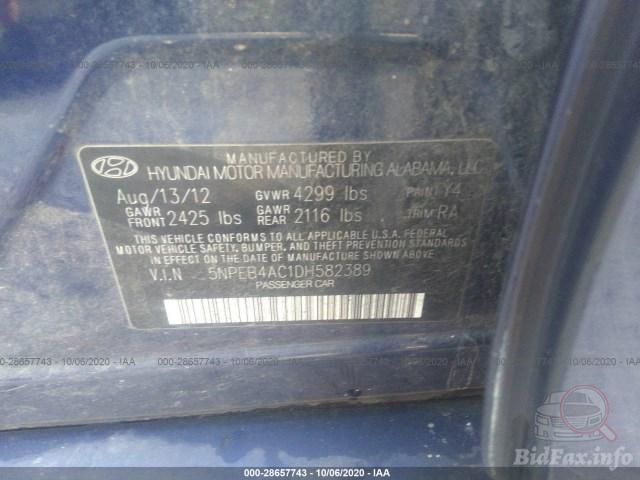 000-28657743 • 10/06/2020 - IAA
MANUFACTURED BY
HYUNDAI MOTOR MANUFACTURING ALABAMA, LLC
Aug/13/12 GVWR 4299 lbs PAINT Y4
GAWR FRONT 2425 lbs GAWR REAR 2116 lbs TRIM RA
THIS VEHICLE CONFORMS TO ALL APPLICABLE U.S.A FEDERAL
MOTOR VEHICLE SAFETY, BUMPER, AND THEFT PREVENTION STANDARDS
IN EFFECT ON THE DATE OF MANUFACTURE SHOWN ABOVE.
V.I.N 5NPEB4AC1DH582389
PASSENGER CAR
000-28657743 • 10/06/2020 - IAA
000-28657743 • 10/06/2020 - IAA
BidFax.info